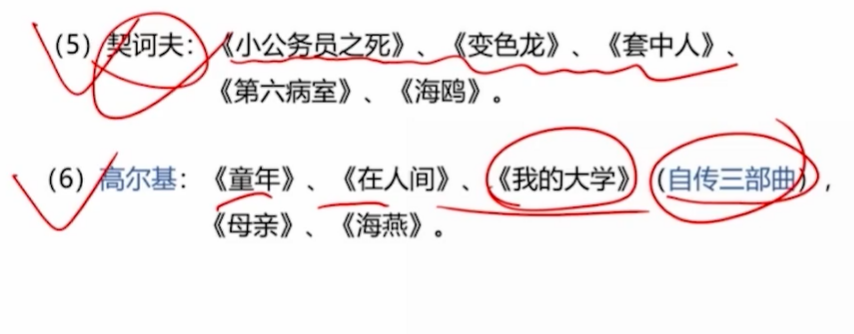 （5）契诃夫：《小公务员之死》、《变色龙》、《套中人》、
《第六病室》、《海鸥》。
（6）高尔基：《童年》、《在人间》、《我的大学》（自传三部曲），
《母亲》、《海燕》。